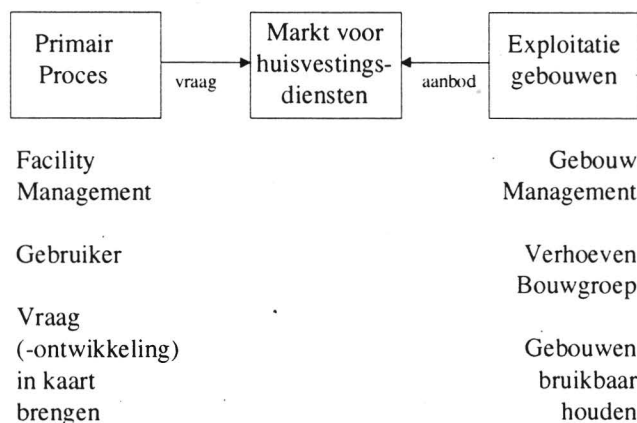 Primair
Proces
vraag
Markt voor
huisvestings-
diensten
aanbod
Exploitatie
gebouwen
Facility
Management
Gebruiker
Vraag
(-ontwikkeling)
in kaart
brengen
Gebouw
Management
Verhoeven
Bouwgroep
Gebouwen
bruikbaar
houden